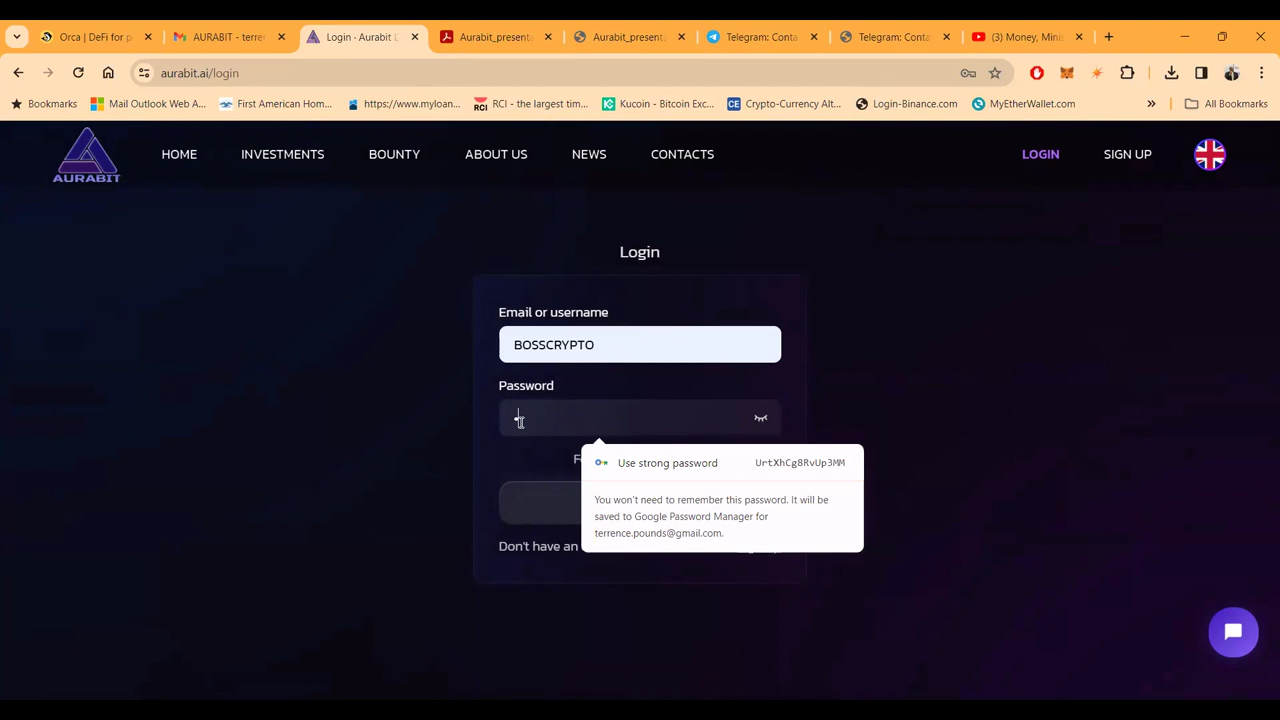 Orca | DeFi for p
AURABIT - terre
Login · Aurabit L
Aurabit_presenta
Aurabit_presenta
Telegram: Conta
Telegram: Conta
(3) Money, Minis
aurabit.ai/login
Bookmarks
Mail Outlook Web A...
First American Hom...
https://www.myloan...
RCI - the largest tim...
Kucoin - Bitcoin Exc...
Crypto-Currency Alt...
Login-Binance.com
MyEtherWallet.com
All Bookmarks
AURABIT
HOME
INVESTMENTS
BOUNTY
ABOUT US
NEWS
CONTACTS
LOGIN
SIGN UP
Login
Email or username
BOSSCRYPTO
Password
Use strong password
UrtXhCg8RvUp3MM
You won't need to remember this password. It will be
saved to Google Password Manager for
terrence.pounds@gmail.com.
Don't have an